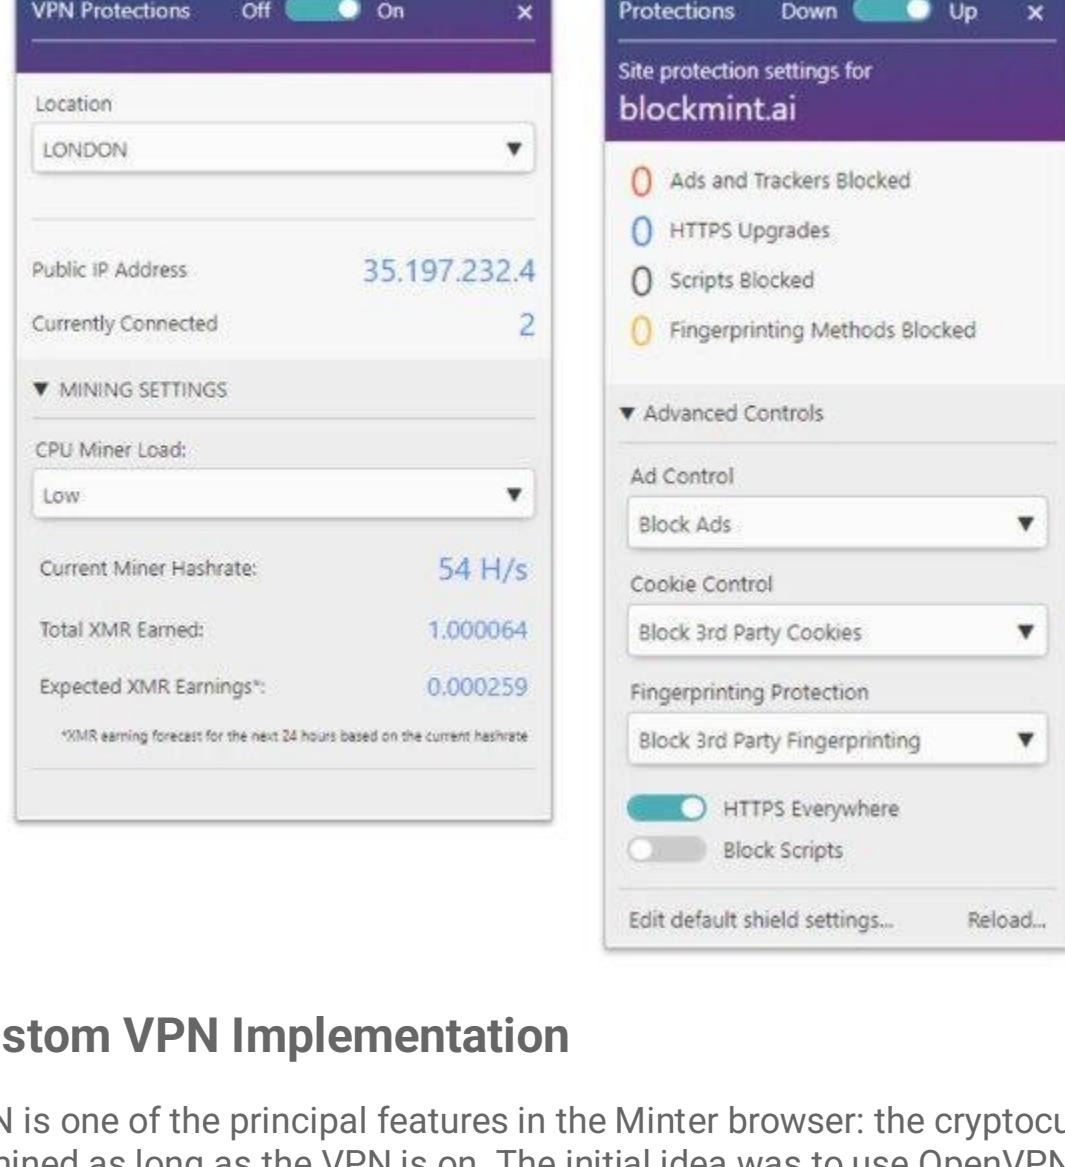 VPN Protections Off On ×
Location
LONDON
Public IP Address 35.197.232.4
Currently Connected 2
▼ MINING SETTINGS
CPU Miner Load:
Low
Current Miner Hashrate: 54 H/s
Total XMR Earned: 1.000064
Expected XMR Earnings*: 0.000259
*XMR earning forecast for the next 24 hours based on the current hashrate
Protections Down Up ×
Site protection settings for
blockmint.ai
0 Ads and Trackers Blocked
0 HTTPS Upgrades
0 Scripts Blocked
0 Fingerprinting Methods Blocked
▼ Advanced Controls
Ad Control
Block Ads
Cookie Control
Block 3rd Party Cookies
Fingerprinting Protection
Block 3rd Party Fingerprinting
HTTPS Everywhere
Block Scripts
Edit default shield settings... Reload...
stom VPN Implementation
N is one of the principal features in the Minter browser: the cryptocu
ined as long as the VPN is on. The initial idea was to use OpenVPN